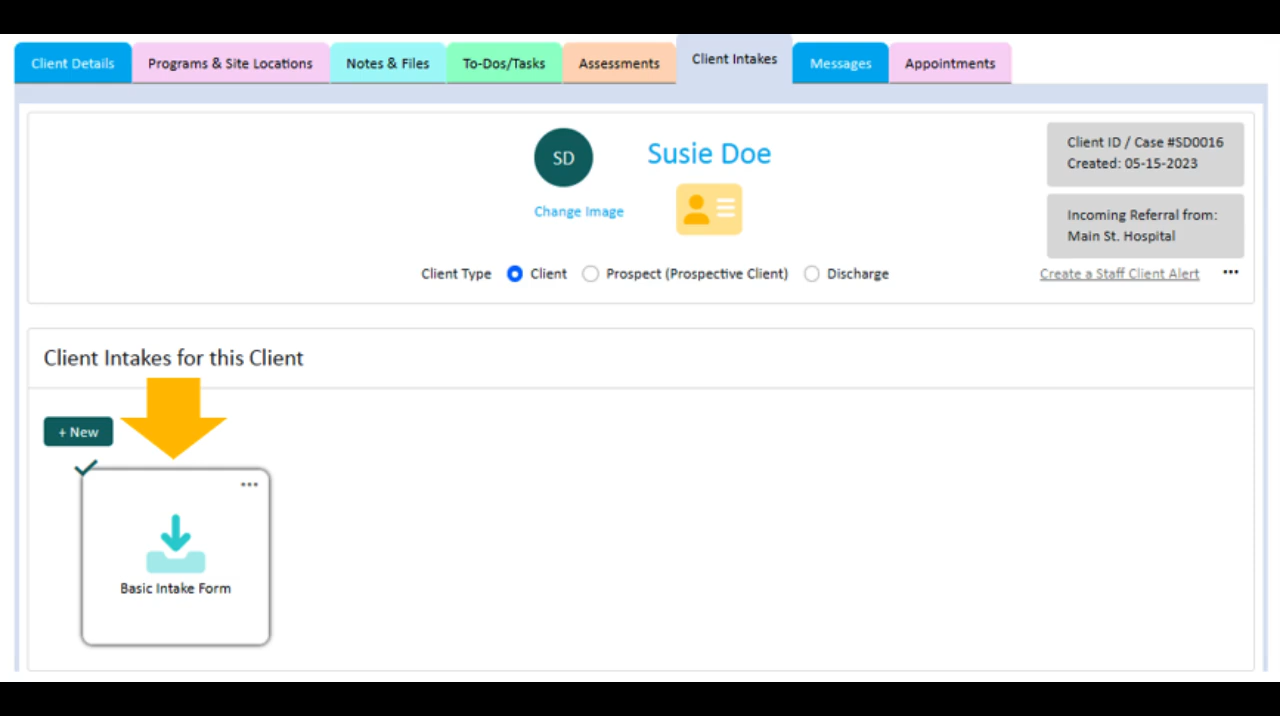 Client Details
Programs & Site Locations
Notes & Files
To-Dos/Tasks
Assessments
Client Intakes
Messages
Appointments
SD
Susie Doe
Change Image
Client ID / Case #SD0016
Created: 05-15-2023
Incoming Referral from:
Main St. Hospital
Client Type Client Prospect (Prospective Client) Discharge
Create a Staff Client Alert
Client Intakes for this Client
+ New
Basic Intake Form